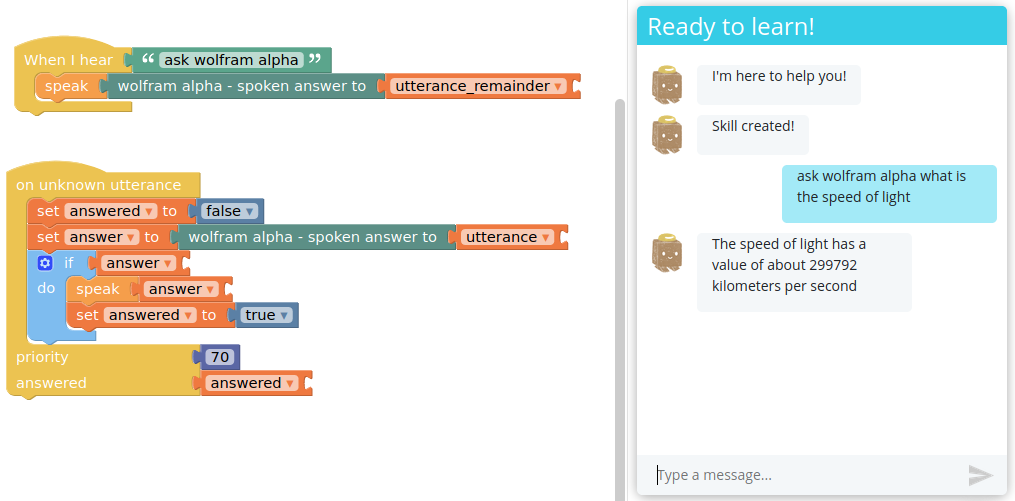 When I hear “ ask wolfram alpha ”
speak wolfram alpha - spoken answer to utterance_remainder ▾
on unknown utterance
set answered ▾ to false ▾
set answer ▾ to wolfram alpha - spoken answer to utterance ▾
if answer ▾
do speak answer ▾
set answered ▾ to true ▾
priority 70
answered answered ▾
Ready to learn!
I'm here to help you!
Skill created!
ask wolfram alpha what is
the speed of light
The speed of light has a
value of about 299792
kilometers per second
Type a message...